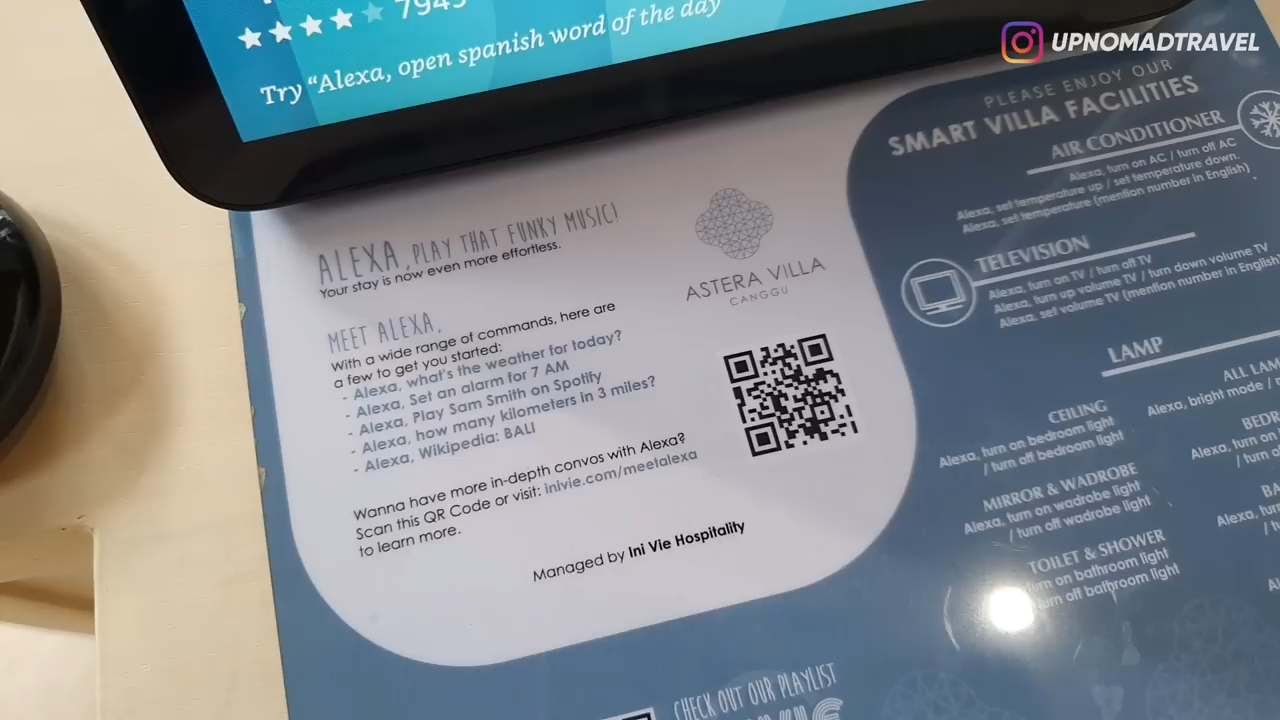 7945
Try “Alexa, open spanish word of the day
UPNOMADTRAVEL
ALEXA, PLAY THAT FUNKY MUSIC!
Your stay is now even more effortless.
MEET ALEXA,
With a wide range of commands, here are
a few to get you started:
- Alexa, what's the weather for today?
- Alexa, Set an alarm for 7 AM
- Alexa, Play Sam Smith on Spotify
- Alexa, how many kilometers in 3 miles?
- Alexa, Wikipedia: BALI
Wanna have more in-depth convos with Alexa?
Scan this QR Code or visit: inivie.com/meetalexa
to learn more.
Managed by Ini Vie Hospitality
ASTERA VILLA
CANGGU
PLEASE ENJOY OUR
SMART VILLA FACILITIES
AIR CONDITIONER
Alexa, turn on AC / turn off AC
Alexa, set temperature up / set temperature down.
Alexa, set temperature (mention number in English)
TELEVISION
Alexa, turn on TV / turn off TV
Alexa, turn up volume TV / turn down volume TV
Alexa, set volume TV (mention number in English)
LAMP
CEILING
Alexa, turn on bedroom light
/ turn off bedroom light
MIRROR & WADROBE
Alexa, turn on wadrobe light
/ turn off wadrobe light
TOILET & SHOWER
turn on bathroom light
turn off bathroom light
ALL
Alexa, bright mode /
Alexa, turn on
/ turn
Alexa, turn
/ turn
CHECK OUT OUR PLAYLIST